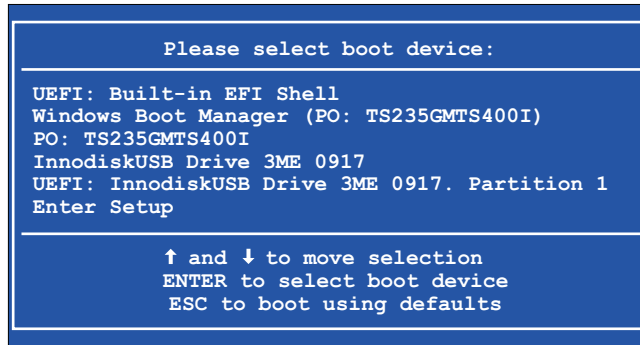 Please select boot device:
UEFI: Built-in EFI Shell
Windows Boot Manager (PO: TS235GMTS400I)
PO: TS235GMTS400I
InnodiskUSB Drive 3ME 0917
UEFI: InnodiskUSB Drive 3ME 0917. Partition 1
Enter Setup
↑ and ↓ to move selection
ENTER to select boot device
ESC to boot using defaults